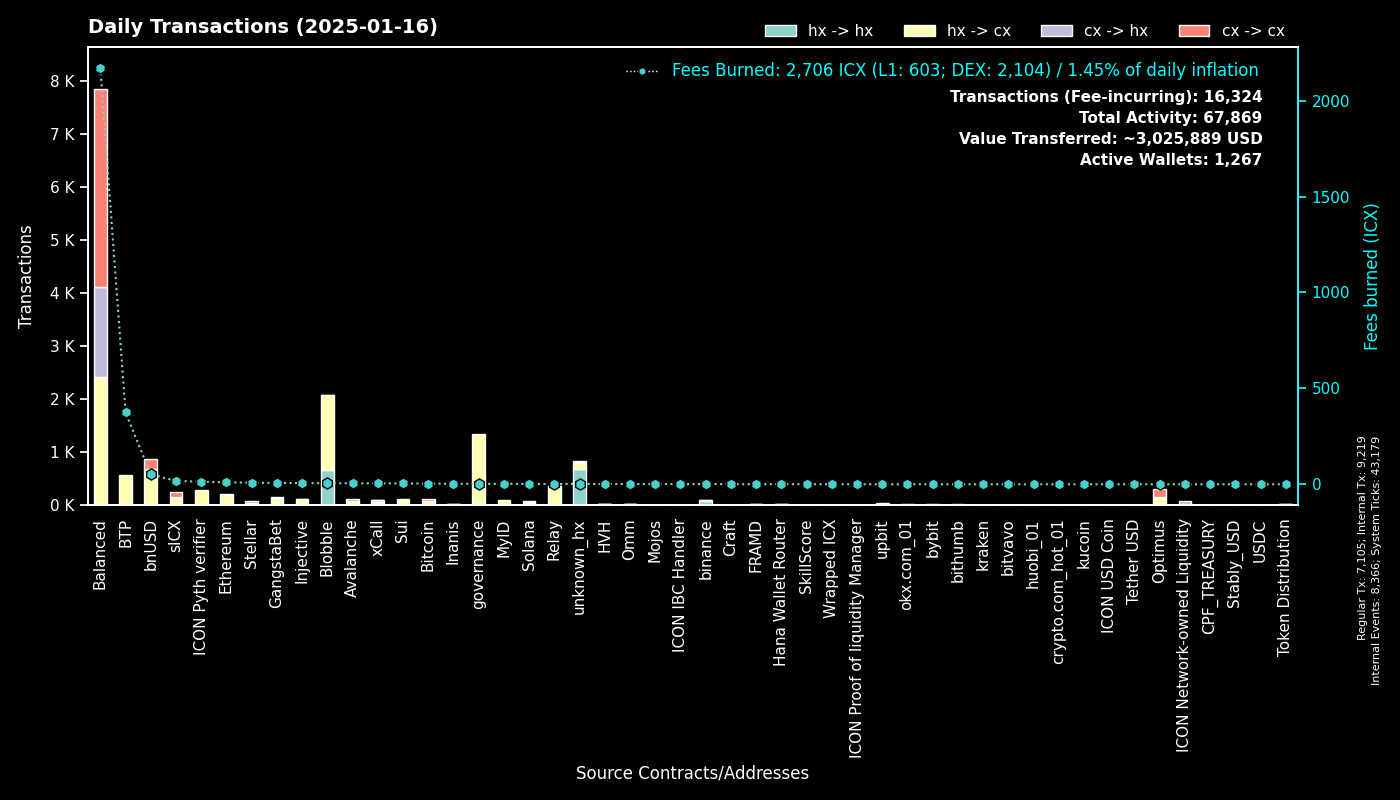 Daily Transactions (2025-01-16)
hx -> hx
hx -> cx
cx -> hx
cx -> cx
Fees Burned: 2,706 ICX (L1: 603; DEX: 2,104) / 1.45% of daily inflation
Transactions (Fee-incurring): 16,324
Total Activity: 67,869
Value Transferred: ~3,025,889 USD
Active Wallets: 1,267
Transactions
8 K
7 K
6 K
5 K
4 K
3 K
2 K
1 K
0 K
2000
1500
1000
500
0
Fees burned (ICX)
Regular Tx: 7,105; Internal Tx: 9,219
Internal Events: 8,366; System Ticks: 43,179
Balanced
BTP
bnUSD
sICX
ICON Pyth verifier
Ethereum
Stellar
GangstaBet
Injective
Blobble
Avalanche
xCall
Sui
Bitcoin
Inanis
governance
MyID
Solana
Relay
unknown_hx
HVH
Omm
Mojos
ICON IBC Handler
binance
Craft
FRAMD
Hana Wallet Router
SkillScore
Wrapped ICX
ICON Proof of liquidity Manager
upbit
okx.com_01
bybit
bithumb
kraken
bitvavo
huobi_01
crypto.com_hot_01
kucoin
ICON USD Coin
Tether USD
Optimus
ICON Network-owned Liquidity
CPF_TREASURY
Stably_USD
USDC
Token Distribution
Source Contracts/Addresses